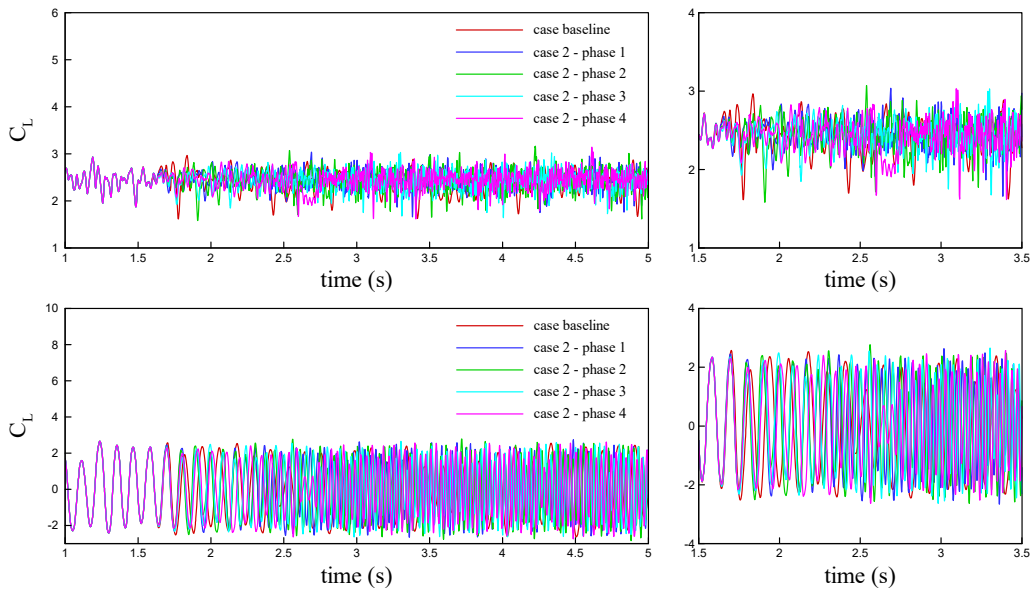 6
5
4
3
2
1
C_L
case baseline
case 2 - phase 1
case 2 - phase 2
case 2 - phase 3
case 2 - phase 4
1 1.5 2 2.5 3 3.5 4 4.5 5
time (s)
4
3
2
1
1.5 2 2.5 3 3.5
time (s)
10
8
6
4
2
0
-2
C_L
case baseline
case 2 - phase 1
case 2 - phase 2
case 2 - phase 3
case 2 - phase 4
1 1.5 2 2.5 3 3.5 4 4.5 5
time (s)
4
2
0
-2
-4
1.5 2 2.5 3 3.5
time (s)